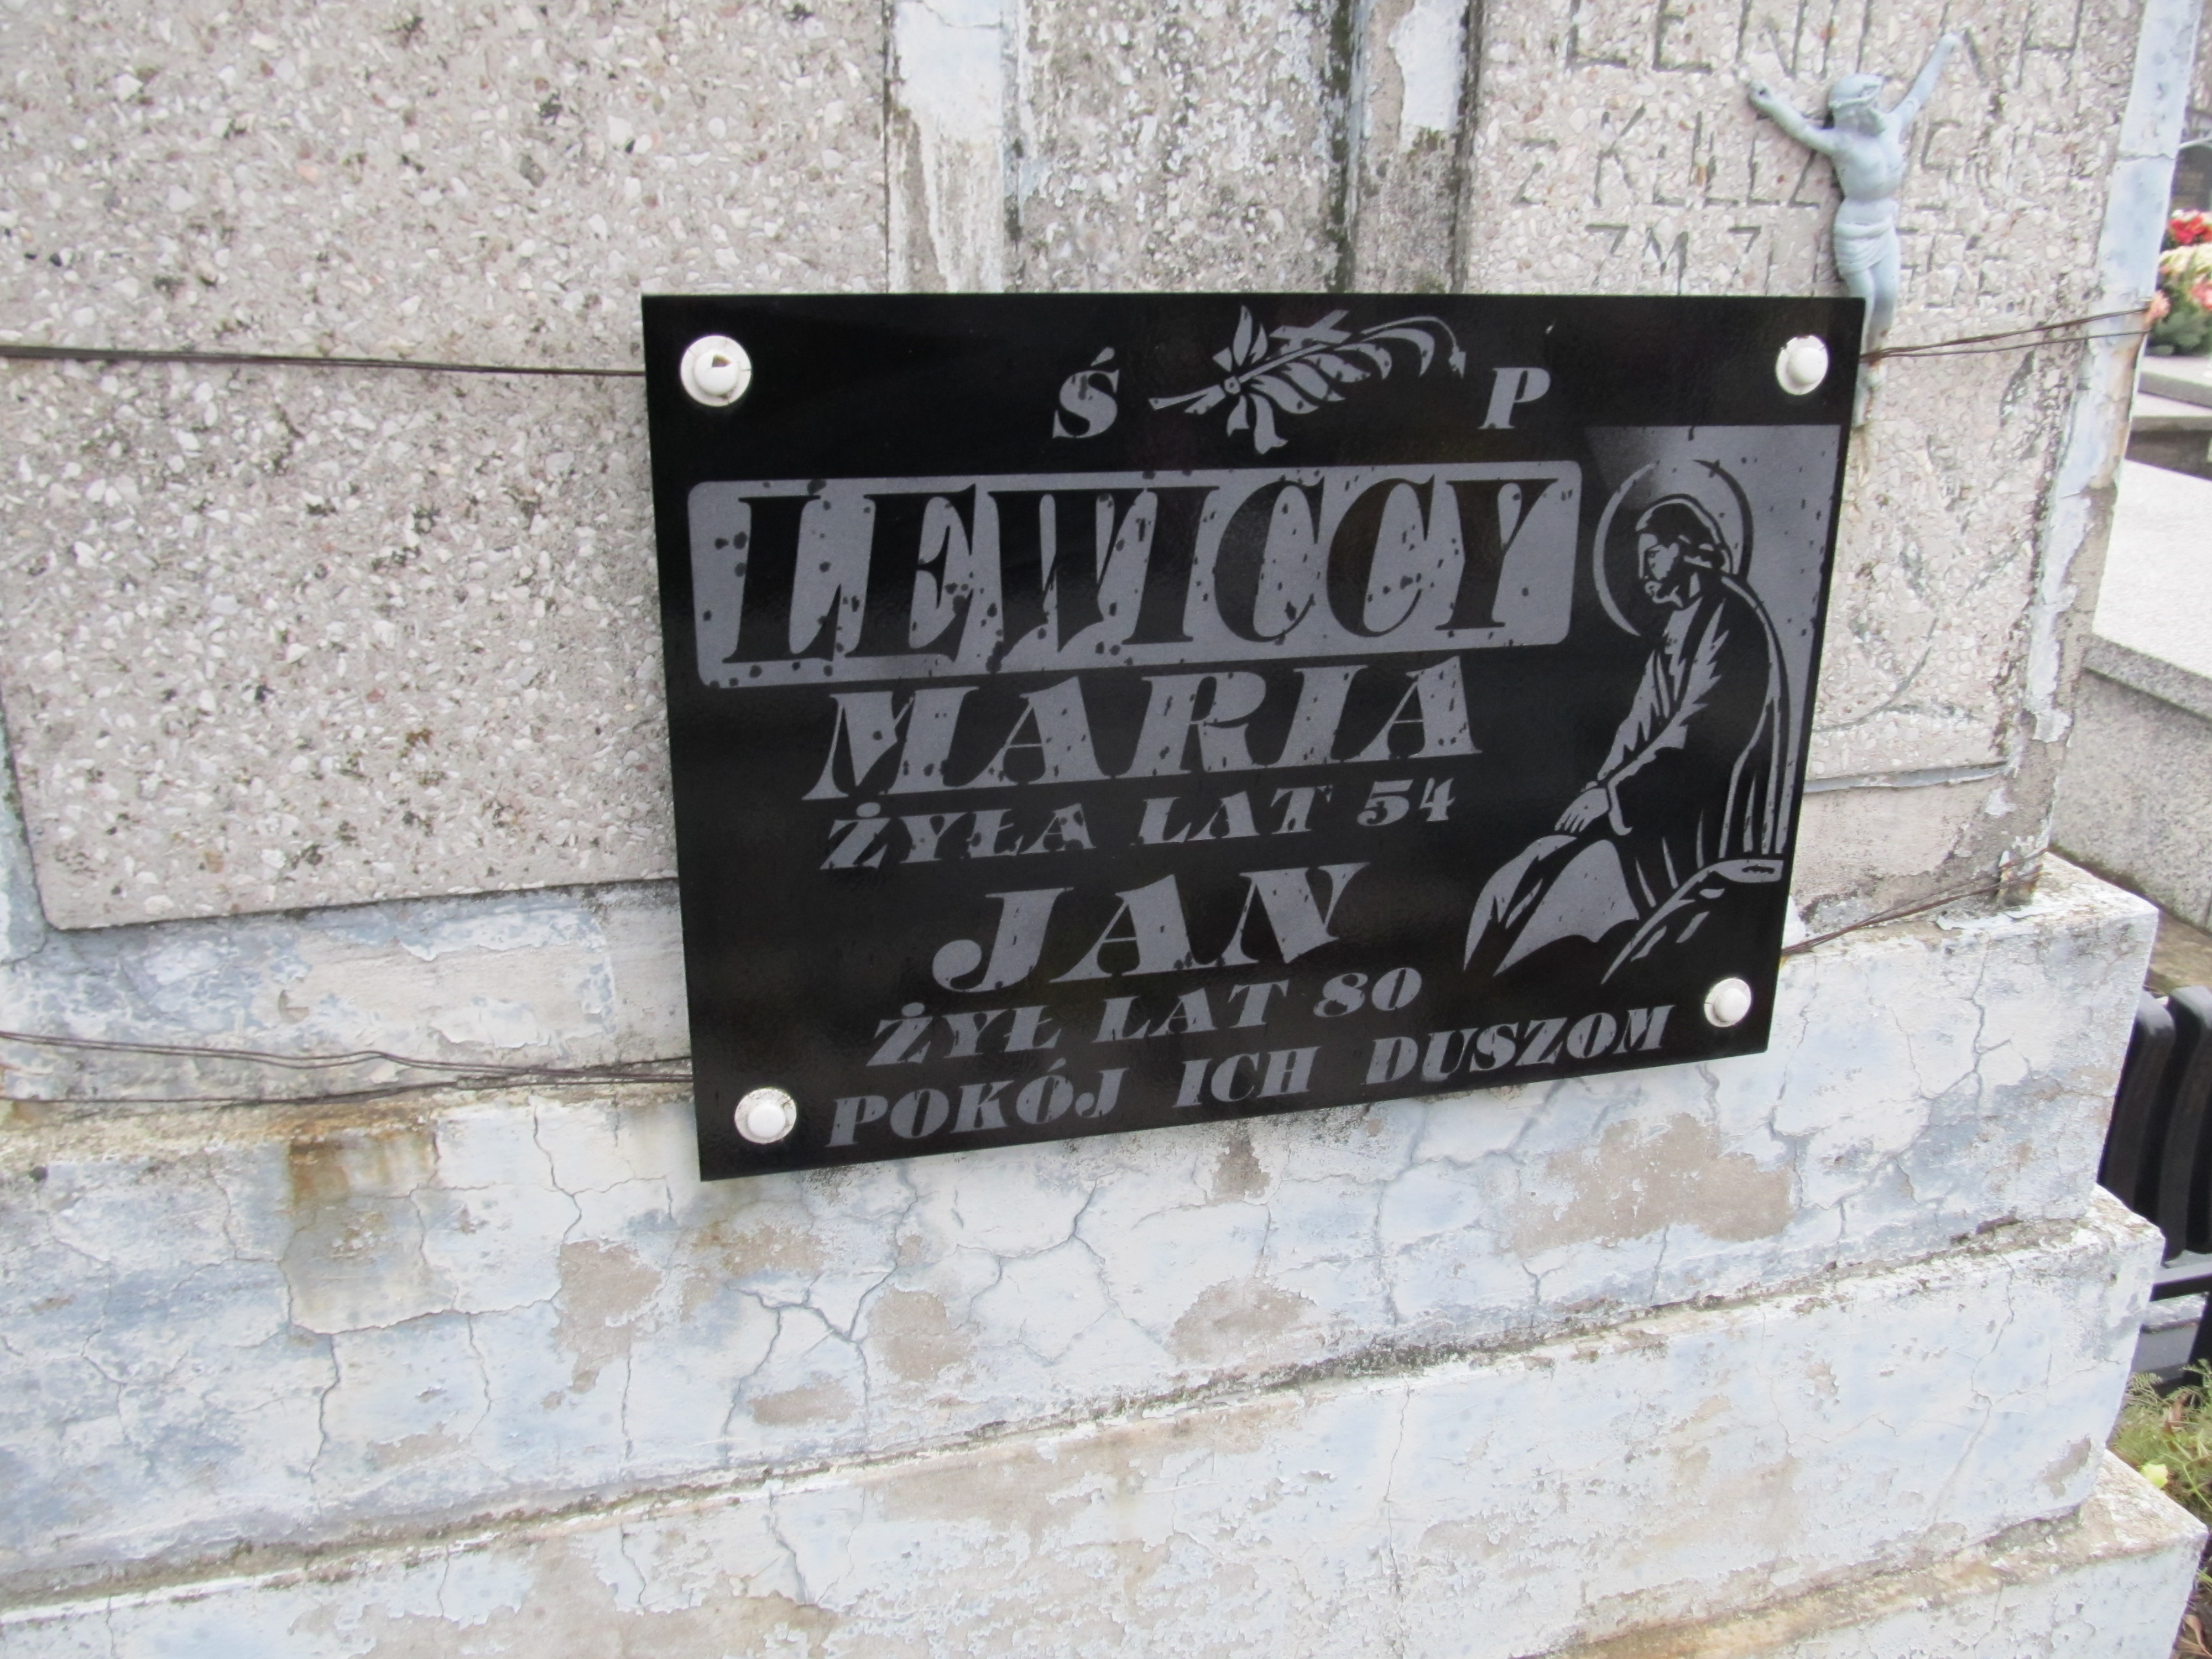 Ś P
LEWICCY
MARIA
ŻYŁA LAT 54
JAN
ŻYŁ LAT 80
POKÓJ ICH DUSZOM